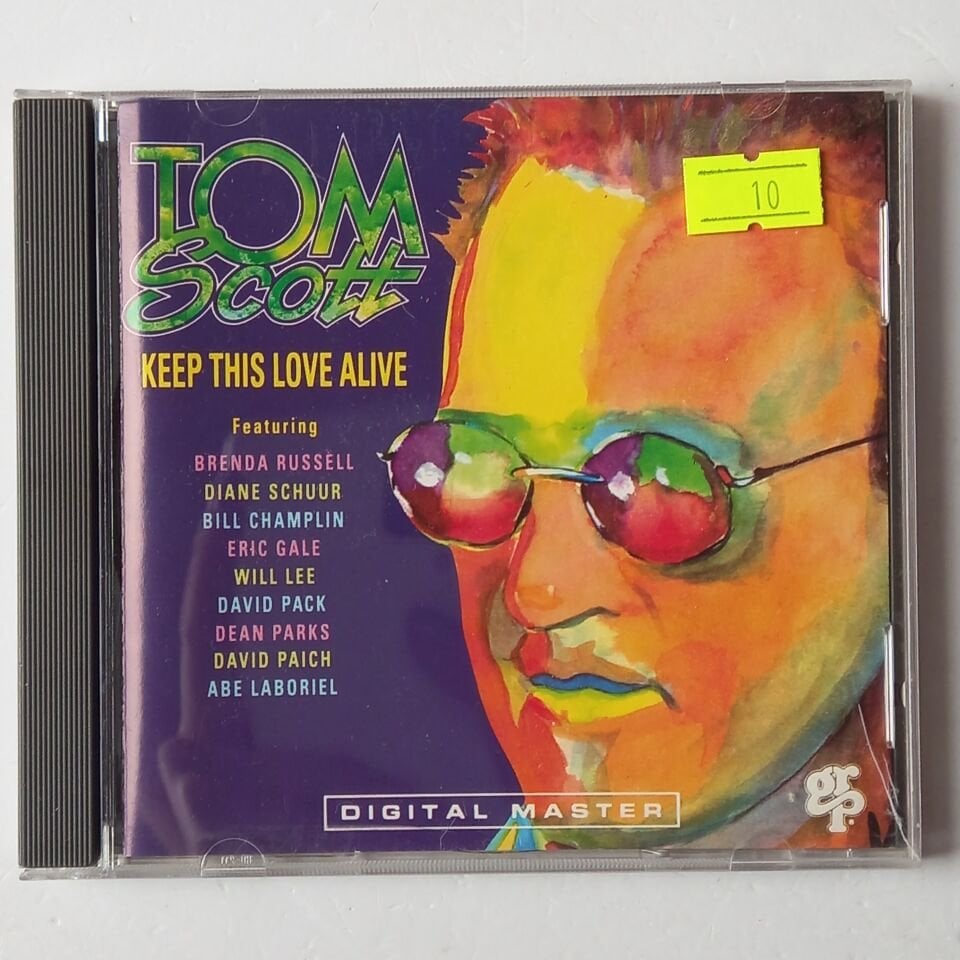 TOM
Scott
KEEP THIS LOVE ALIVE
Featuring
BRENDA RUSSELL
DIANE SCHUUR
BILL CHAMPLIN
ERIC GALE
WILL LEE
DAVID PACK
DEAN PARKS
DAVID PAICH
ABE LABORIEL
10
DIGITAL MASTER
grp.